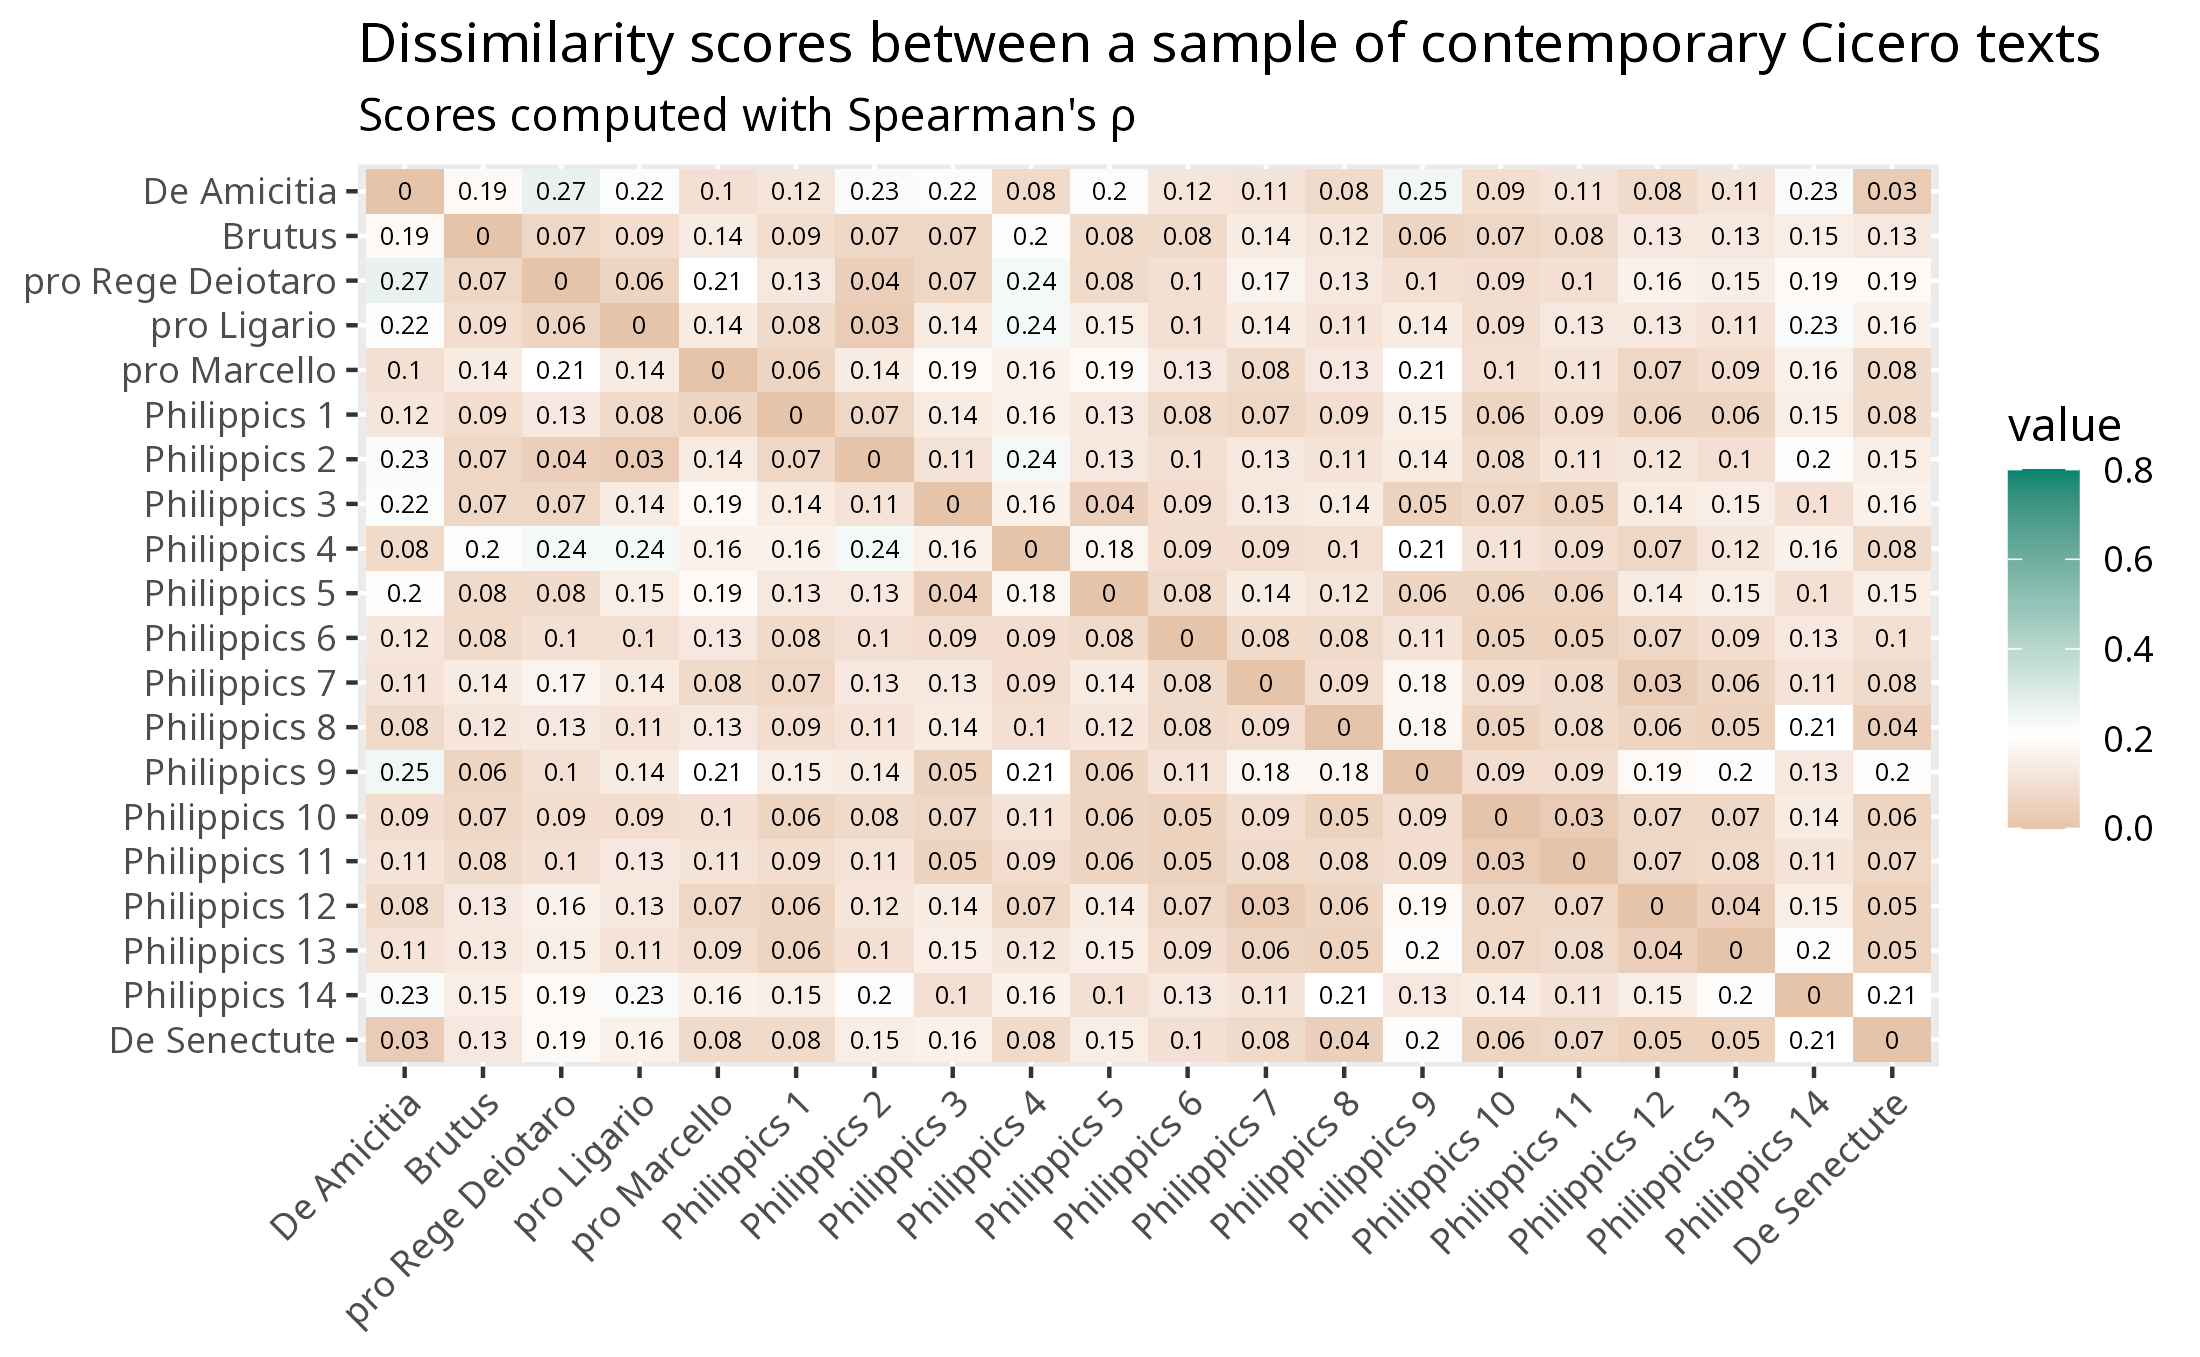 Dissimilarity scores between a sample of contemporary Cicero texts
Scores computed with Spearman's ρ
De Amicitia 0 0.19 0.27 0.22 0.1 0.12 0.23 0.22 0.08 0.2 0.12 0.11 0.08 0.25 0.09 0.11 0.08 0.11 0.23 0.03
Brutus 0.19 0 0.07 0.09 0.14 0.09 0.07 0.07 0.2 0.08 0.08 0.14 0.12 0.06 0.07 0.08 0.13 0.13 0.15 0.13
pro Rege Deiotaro 0.27 0.07 0 0.06 0.21 0.13 0.04 0.07 0.24 0.08 0.1 0.17 0.13 0.1 0.09 0.1 0.16 0.15 0.19 0.19
pro Ligario 0.22 0.09 0.06 0 0.14 0.08 0.03 0.14 0.24 0.15 0.1 0.14 0.11 0.14 0.09 0.13 0.13 0.11 0.23 0.16
pro Marcello 0.1 0.14 0.21 0.14 0 0.06 0.14 0.19 0.16 0.19 0.13 0.08 0.13 0.21 0.1 0.11 0.07 0.09 0.16 0.08
Philippics 1 0.12 0.09 0.13 0.08 0.06 0 0.07 0.14 0.16 0.13 0.08 0.07 0.09 0.15 0.06 0.09 0.06 0.06 0.15 0.08
Philippics 2 0.23 0.07 0.04 0.03 0.14 0.07 0 0.11 0.24 0.13 0.1 0.13 0.11 0.14 0.08 0.11 0.12 0.1 0.2 0.15
Philippics 3 0.22 0.07 0.07 0.14 0.19 0.14 0.11 0 0.16 0.04 0.09 0.13 0.14 0.05 0.07 0.05 0.14 0.15 0.1 0.16
Philippics 4 0.08 0.2 0.24 0.24 0.16 0.16 0.24 0.16 0 0.18 0.09 0.09 0.1 0.21 0.11 0.09 0.07 0.12 0.16 0.08
Philippics 5 0.2 0.08 0.08 0.15 0.19 0.13 0.13 0.04 0.18 0 0.08 0.14 0.12 0.06 0.06 0.06 0.14 0.15 0.1 0.15
Philippics 6 0.12 0.08 0.1 0.1 0.13 0.08 0.1 0.09 0.09 0.08 0 0.08 0.08 0.11 0.05 0.05 0.07 0.09 0.13 0.1
Philippics 7 0.11 0.14 0.17 0.14 0.08 0.07 0.13 0.13 0.09 0.14 0.08 0 0.09 0.18 0.09 0.08 0.03 0.06 0.11 0.08
Philippics 8 0.08 0.12 0.13 0.11 0.13 0.09 0.11 0.14 0.1 0.12 0.08 0.09 0 0.18 0.05 0.08 0.06 0.05 0.21 0.04
Philippics 9 0.25 0.06 0.1 0.14 0.21 0.15 0.14 0.05 0.21 0.06 0.11 0.18 0.18 0 0.09 0.09 0.19 0.2 0.13 0.2
Philippics 10 0.09 0.07 0.09 0.09 0.1 0.06 0.08 0.07 0.11 0.06 0.05 0.09 0.05 0.09 0 0.03 0.07 0.07 0.14 0.06
Philippics 11 0.11 0.08 0.1 0.13 0.11 0.09 0.11 0.05 0.09 0.06 0.05 0.08 0.08 0.09 0.03 0 0.07 0.08 0.11 0.07
Philippics 12 0.08 0.13 0.16 0.13 0.07 0.06 0.12 0.14 0.07 0.14 0.07 0.03 0.06 0.19 0.07 0.07 0 0.04 0.15 0.05
Philippics 13 0.11 0.13 0.15 0.11 0.09 0.06 0.1 0.15 0.12 0.15 0.09 0.06 0.05 0.2 0.07 0.08 0.04 0 0.2 0.05
Philippics 14 0.23 0.15 0.19 0.23 0.16 0.15 0.2 0.1 0.16 0.1 0.13 0.11 0.21 0.13 0.14 0.11 0.15 0.2 0 0.21
De Senectute 0.03 0.13 0.19 0.16 0.08 0.08 0.15 0.16 0.08 0.15 0.1 0.08 0.04 0.2 0.06 0.07 0.05 0.05 0.21 0
De Amicitia
Brutus
pro Rege Deiotaro
pro Ligario
pro Marcello
Philippics 1
Philippics 2
Philippics 3
Philippics 4
Philippics 5
Philippics 6
Philippics 7
Philippics 8
Philippics 9
Philippics 10
Philippics 11
Philippics 12
Philippics 13
Philippics 14
De Senectute
value
0.8
0.6
0.4
0.2
0.0